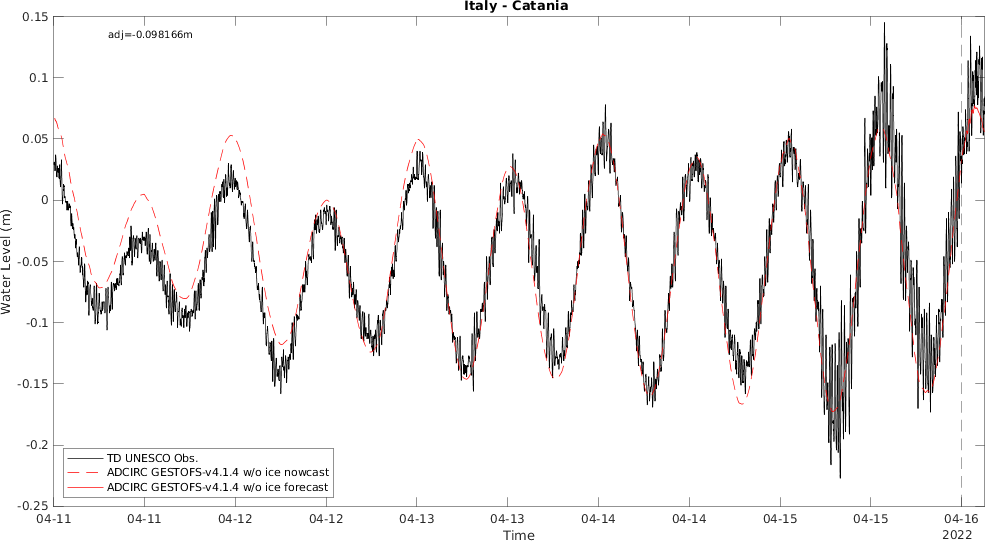 Italy - Catania
adj=-0.098166m
0.15
0.1
0.05
0
-0.05
-0.1
-0.15
-0.2
-0.25
Water Level (m)
TD UNESCO Obs.
ADCIRC GESTOFS-v4.1.4 w/o ice nowcast
ADCIRC GESTOFS-v4.1.4 w/o ice forecast
04-11 04-11 04-12 04-12 04-13 04-13 04-14 04-14 04-15 04-15 04-16
Time 2022